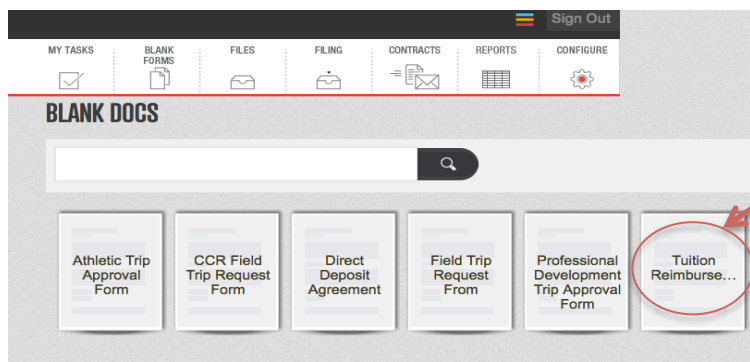 Sign Out
MY TASKS
BLANK
FORMS
FILES
FILING
CONTRACTS
REPORTS
CONFIGURE
BLANK DOCS
Athletic Trip
Approval
Form
CCR Field
Trip Request
Form
Direct
Deposit
Agreement
Field Trip
Request
From
Professional
Development
Trip Approval
Form
Tuition
Reimburse...